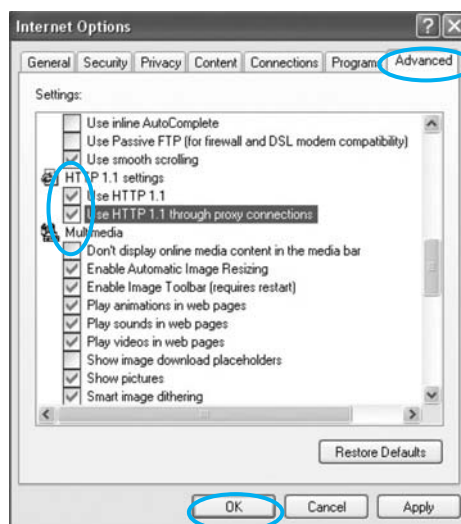 Internet Options
General Security Privacy Content Connections Programs Advanced
Settings:
Use inline AutoComplete
Use Passive FTP (for firewall and DSL modem compatibility)
Use smooth scrolling
HTTP 1.1 settings
Use HTTP 1.1
Use HTTP 1.1 through proxy connections
Multimedia
Don't display online media content in the media bar
Enable Automatic Image Resizing
Enable Image Toolbar (requires restart)
Play animations in web pages
Play sounds in web pages
Play videos in web pages
Show image download placeholders
Show pictures
Smart image dithering
Restore Defaults
OK Cancel Apply